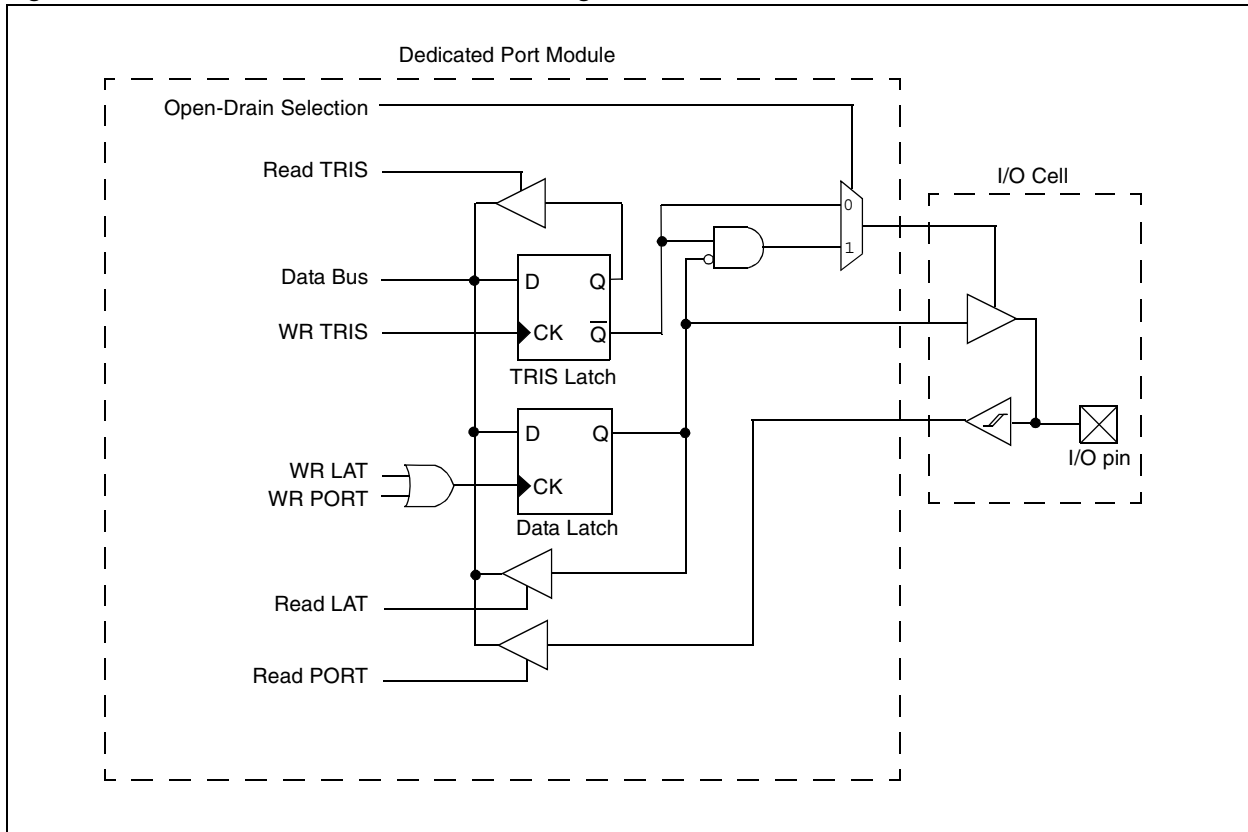 Dedicated Port Module
Open-Drain Selection
Read TRIS
I/O Cell
0
1
Data Bus
D
Q
WR TRIS
CK
Q̅
TRIS Latch
D
Q
WR LAT
WR PORT
CK
I/O pin
Data Latch
Read LAT
Read PORT